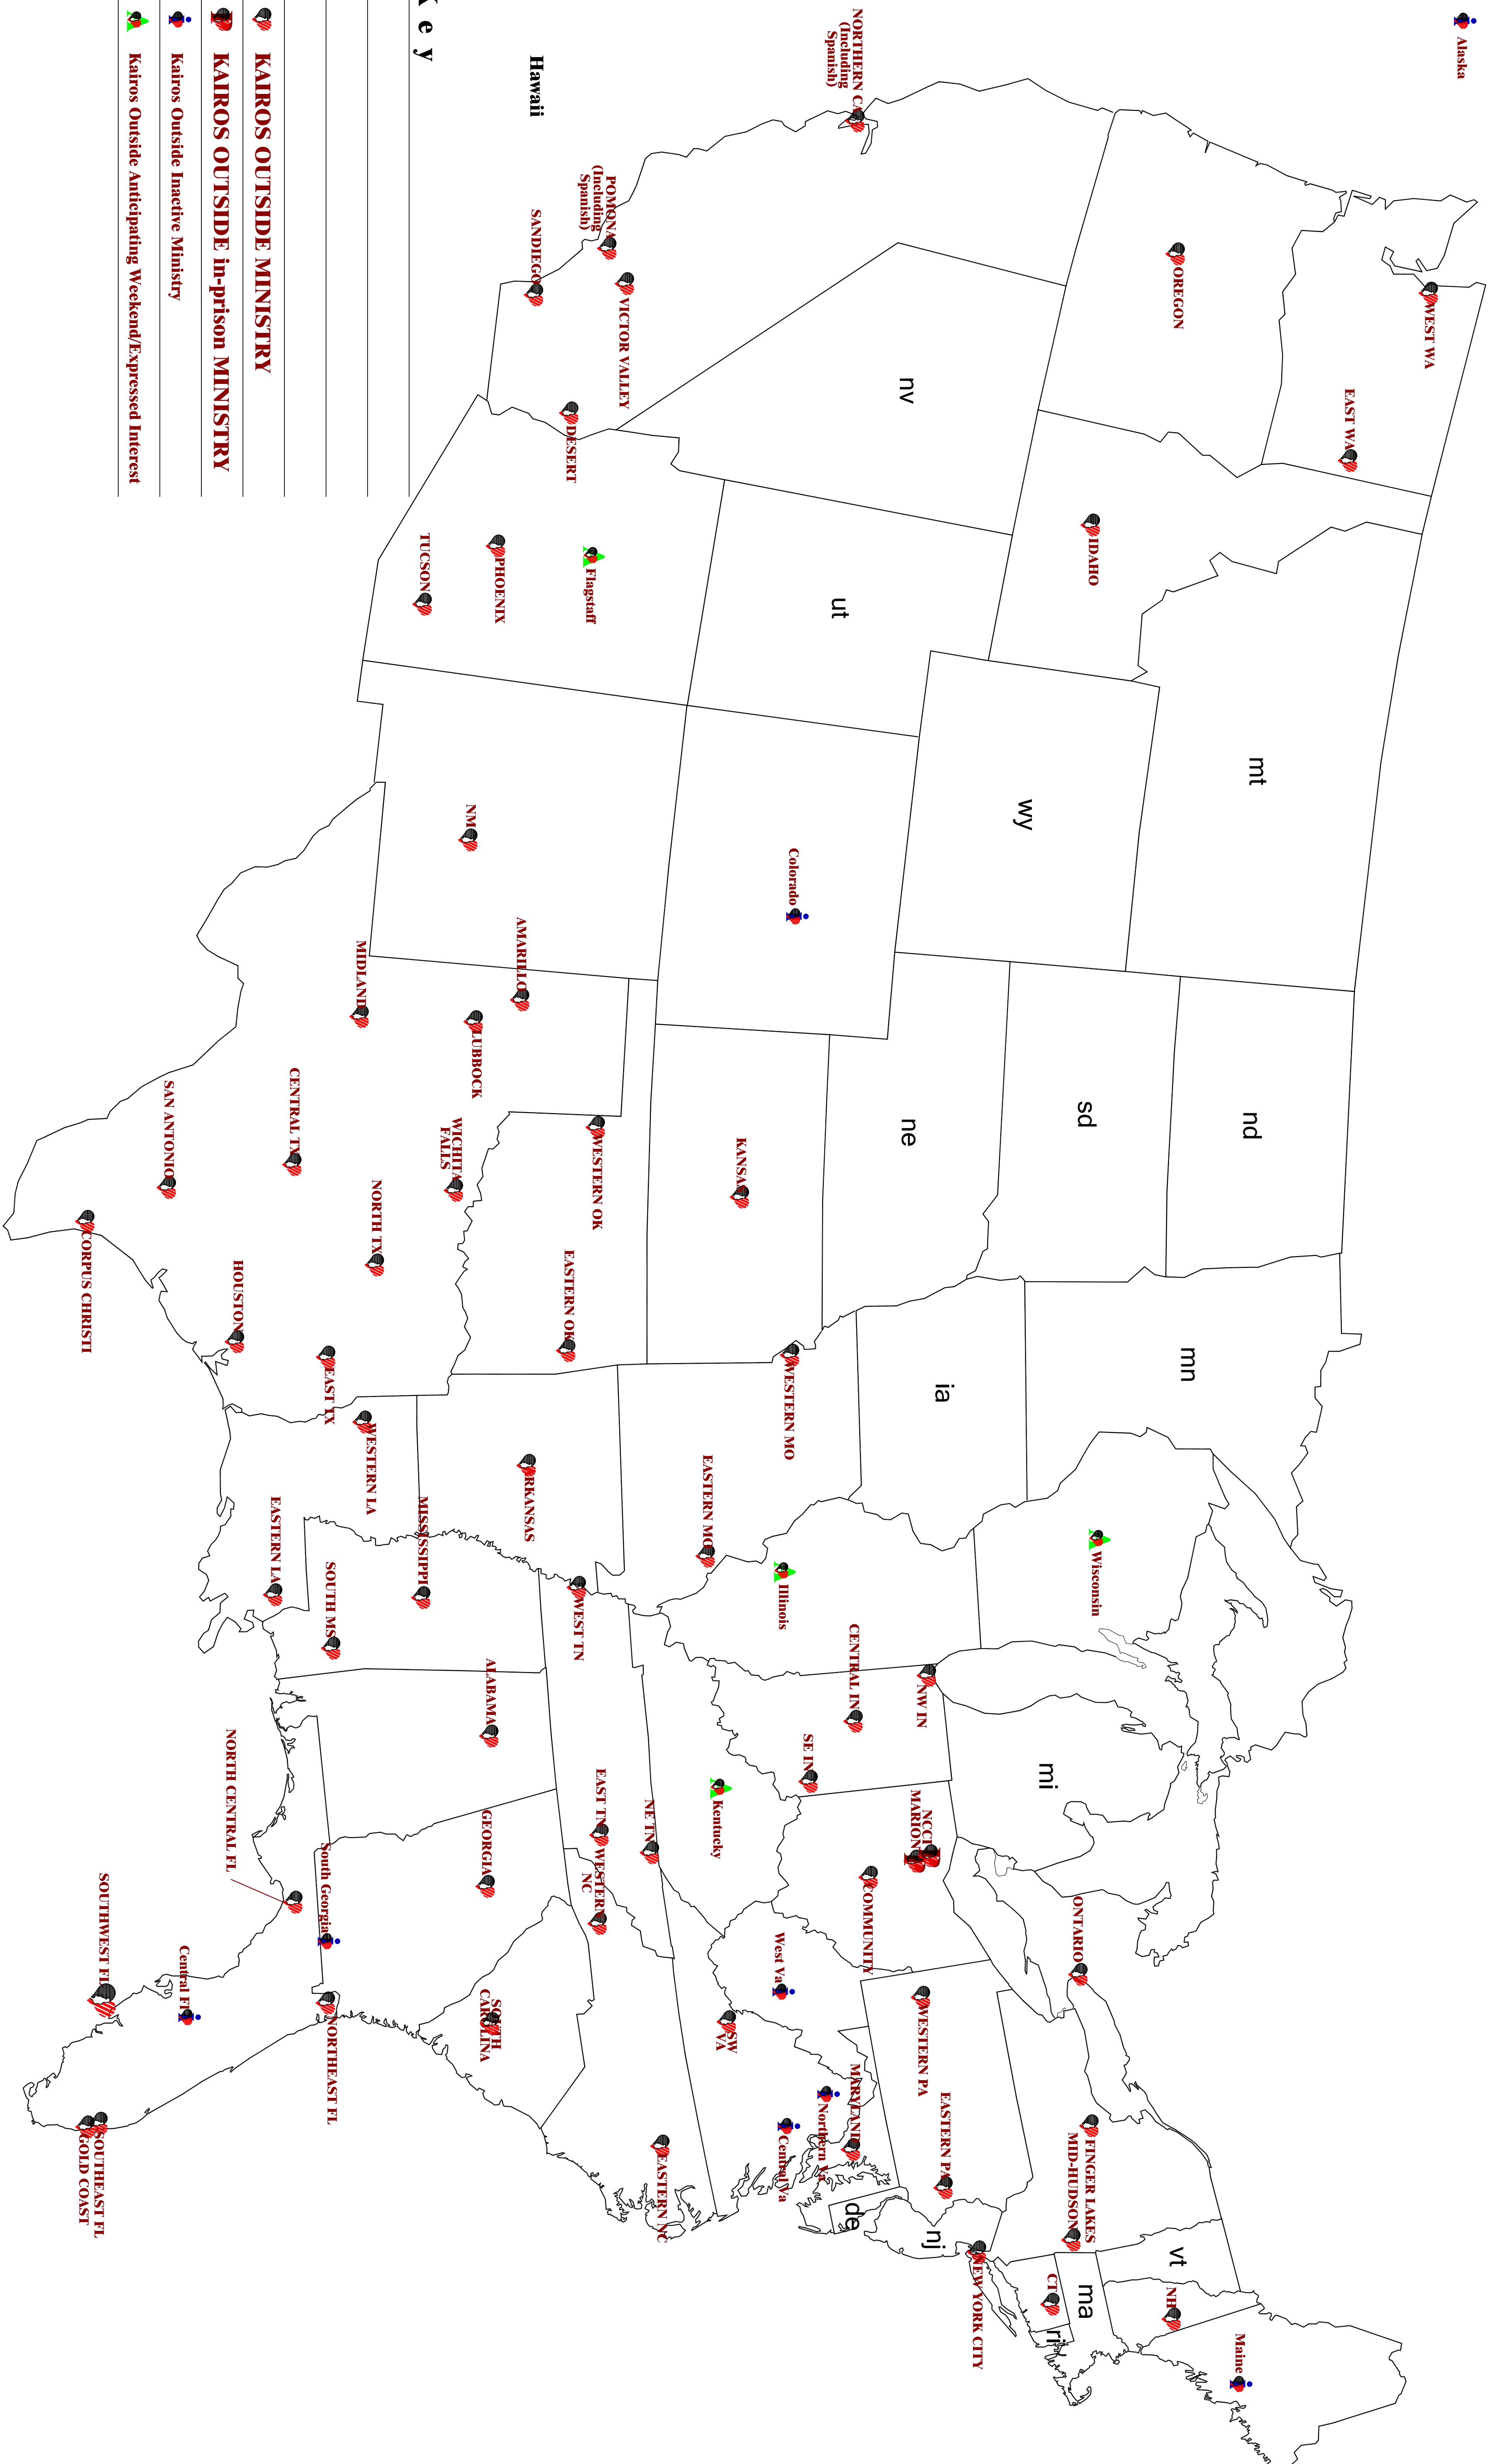 Alaska
WEST WA
EAST WA
OREGON
IDAHO
mt
nd
mn
Wisconsin
mi
ONTARIO
FINGER LAKES
MID-HUDSON
vt
NH
Maine
ma
CT
ri
NEW YORK CITY
nj
de
NORTHERN CA
(Including
Spanish)
nv
ut
wy
sd
ne
ia
NW IN
CENTRAL IN
SE IN
NCCI
MARION
COMMUNITY
WESTERN PA
EASTERN PA
MARYLAND
Northern Va
Central Va
West Va
SW
VA
POMONA
(Including
Spanish)
VICTOR VALLEY
SANDIEGO
DESERT
Flagstaff
PHOENIX
TUCSON
Colorado
NM
KANSAS
WESTERN MO
EASTERN MO
Illinois
Kentucky
NE TN
EAST TN
WESTERN
NC
EASTERN NC
WEST TN
WESTERN OK
EASTERN OK
AMARILLO
LUBBOCK
WICHITA
FALLS
MIDLAND
NORTH TX
CENTRAL TX
SAN ANTONIO
CORPUS CHRISTI
HOUSTON
EAST TX
RKANSAS
WESTERN LA
EASTERN LA
MISSISSIPPI
SOUTH MS
ALABAMA
GEORGIA
South Georgia
SOUTH
CAROLINA
NORTH CENTRAL FL
NORTHEAST FL
Central Fl
SOUTHWEST FL
SOUTHEAST FL
GOLD COAST
Hawaii
Key
KAIROS OUTSIDE MINISTRY
KAIROS OUTSIDE in-prison MINISTRY
Kairos Outside Inactive Ministry
Kairos Outside Anticipating Weekend/Expressed Interest